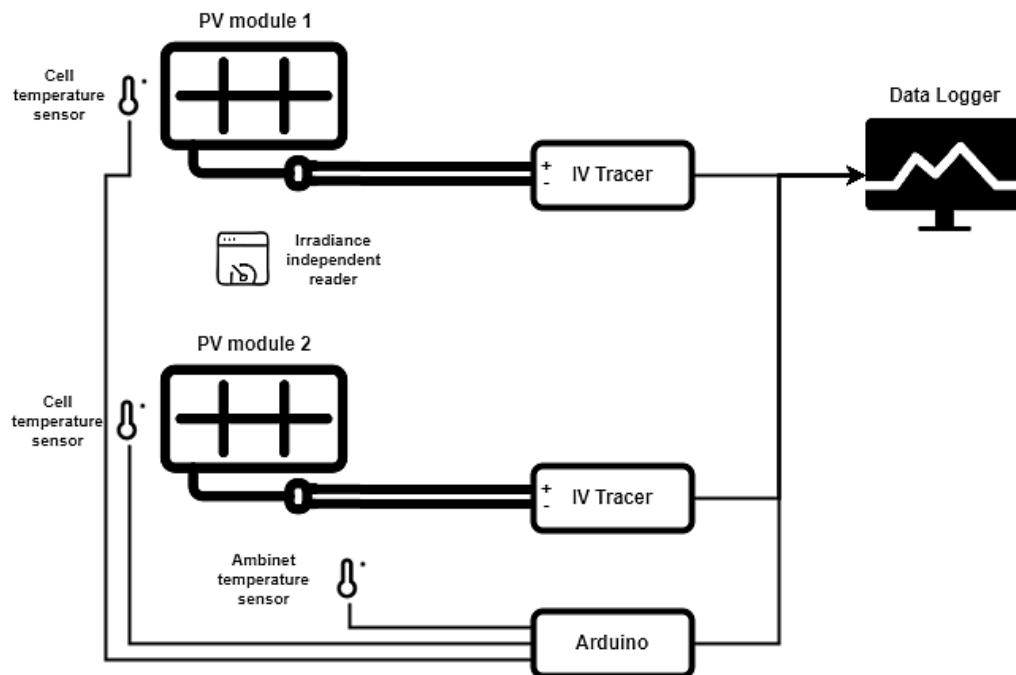 PV module 1
Cell
temperature
sensor
Data Logger
+
-
IV Tracer
Irradiance
independent
reader
PV module 2
Cell
temperature
sensor
+
-
IV Tracer
Ambinet
temperature
sensor
Arduino